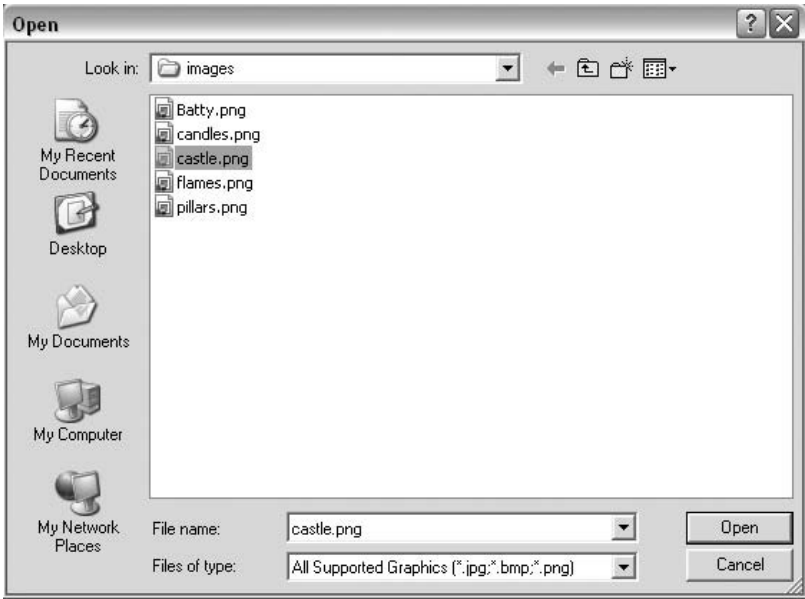 Open
Look in: images
Batty.png
candles.png
castle.png
flames.png
pillars.png
My Recent
Documents
Desktop
My Documents
My Computer
My Network
Places
File name: castle.png Open
Files of type: All Supported Graphics (*.jpg;*.bmp;*.png) Cancel